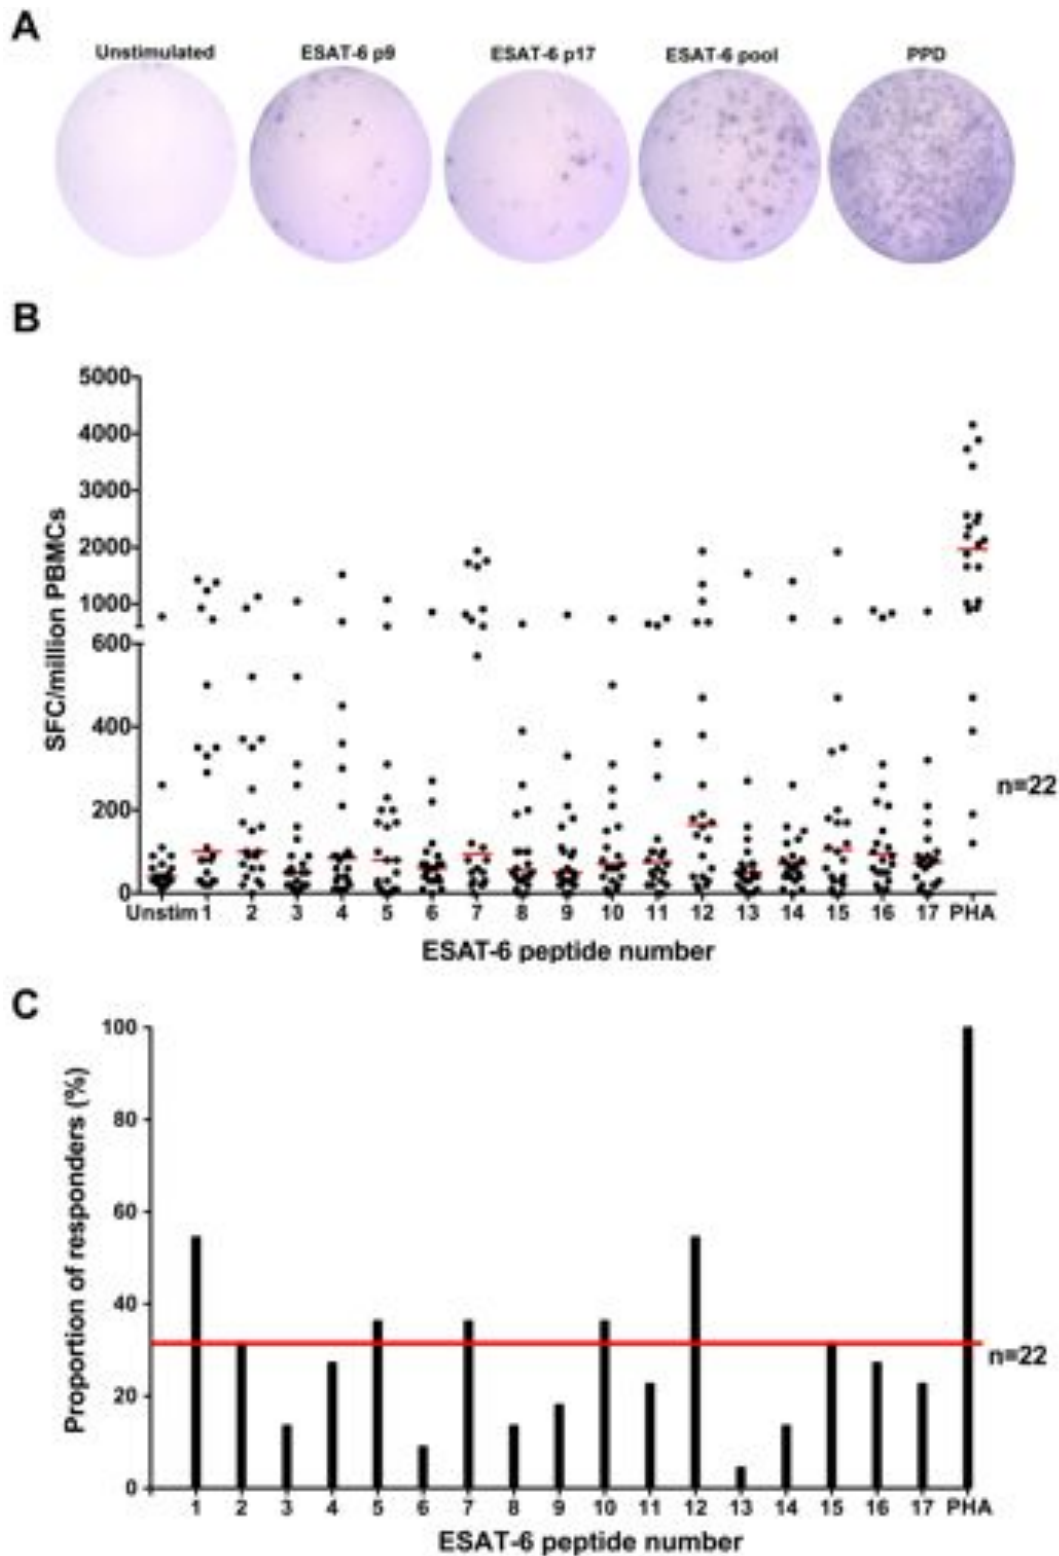 A
Unstimulated ESAT-6 p9 ESAT-6 p17 ESAT-6 pool PPD
B
5000
4000
3000
2000
1000
600
400
200
0
SFC/million PBMCs
n=22
Unstim 1 2 3 4 5 6 7 8 9 10 11 12 13 14 15 16 17 PHA
ESAT-6 peptide number
C
100
80
60
40
20
0
Proportion of responders (%)
n=22
1 2 3 4 5 6 7 8 9 10 11 12 13 14 15 16 17 PHA
ESAT-6 peptide number